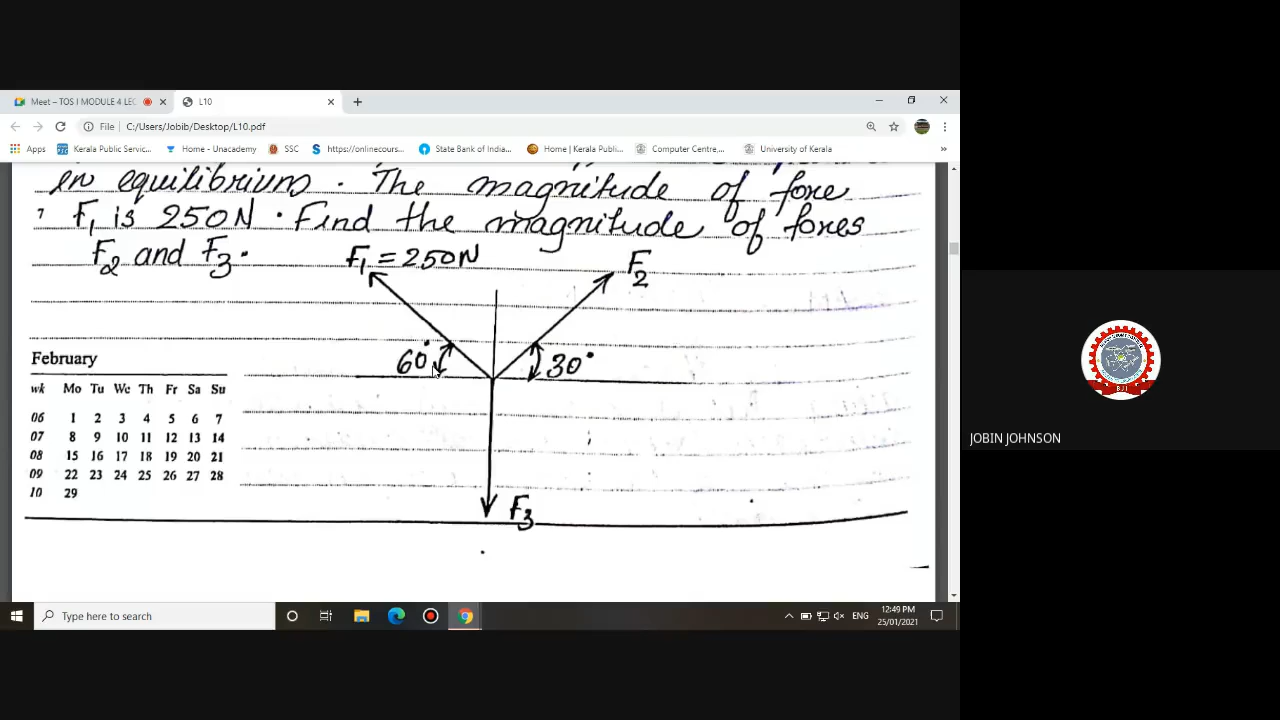 Meet – TOS I MODULE 4 LEC
L10
File C:/Users/Jobib/Desktop/L10.pdf
Apps Kerala Public Servic... Home - Unacademy SSC https://onlinecours... State Bank of India... Home | Kerala Publi... Computer Centre,... University of Kerala »
in equilibrium. The magnitude of force
7 F1 is 250N. Find the magnitude of forces
F2 and F3.
F1 = 250N F2
60° 30°
F3
February
wk Mo Tu We Th Fr Sa Su
06 1 2 3 4 5 6 7
07 8 9 10 11 12 13 14
08 15 16 17 18 19 20 21
09 22 23 24 25 26 27 28
10 29
JOBIN JOHNSON
BJI
Type here to search
ENG
12:49 PM
25/01/2021